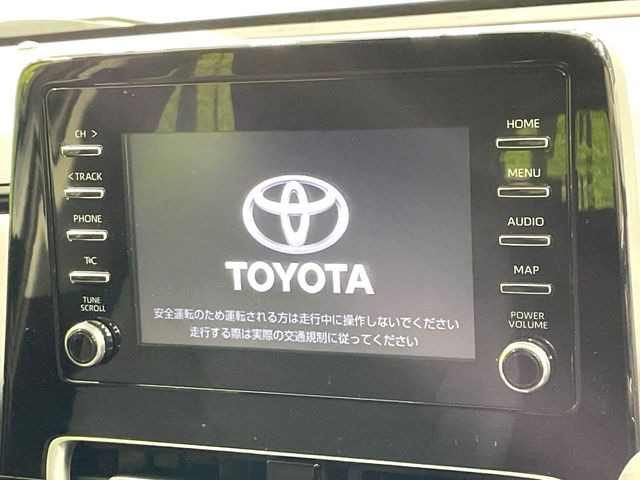 CH >
< TRACK
PHONE
T&C
TUNE
SCROLL
TOYOTA
安全運転のため運転される方は走行中に操作しないでください
走行する際は実際の交通規制に従ってください
HOME
MENU
AUDIO
MAP
POWER
VOLUME